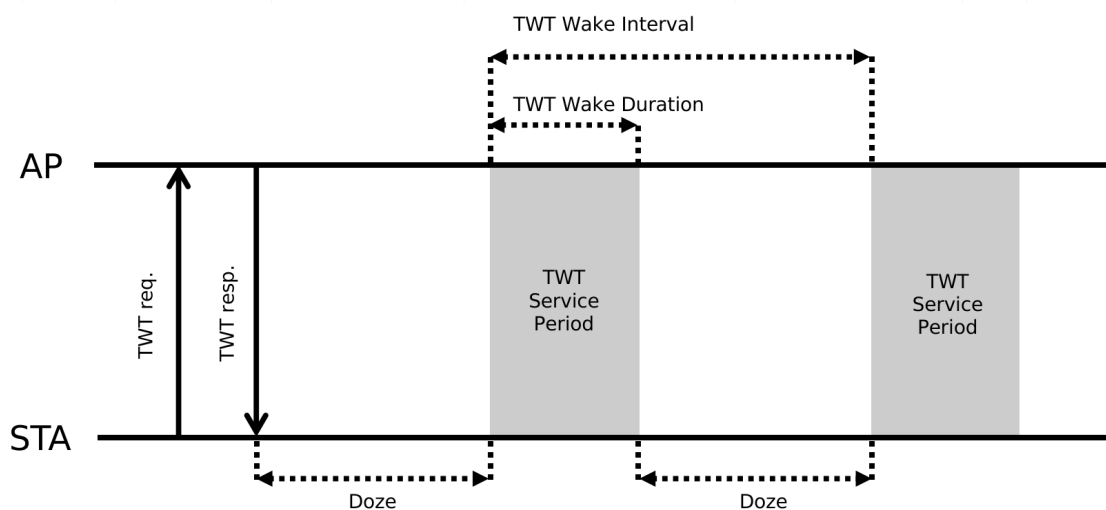 TWT Wake Interval
TWT Wake Duration
AP
TWT req.
TWT resp.
TWT
Service
Period
TWT
Service
Period
STA
Doze
Doze